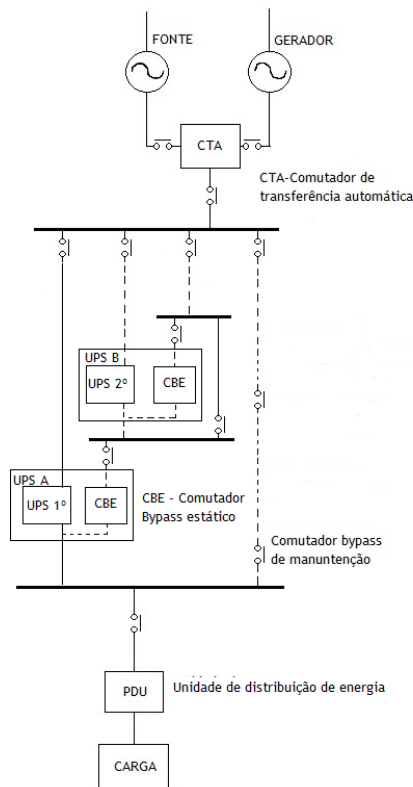 FONTE
GERADOR
CTA
CTA-Comutador de
transferência automática
UPS B
UPS 2º
CBE
UPS A
UPS 1º
CBE
CBE - Comutador
Bypass estático
Comutador bypass
de manuntenção
PDU
Unidade de distribuição de energia
CARGA